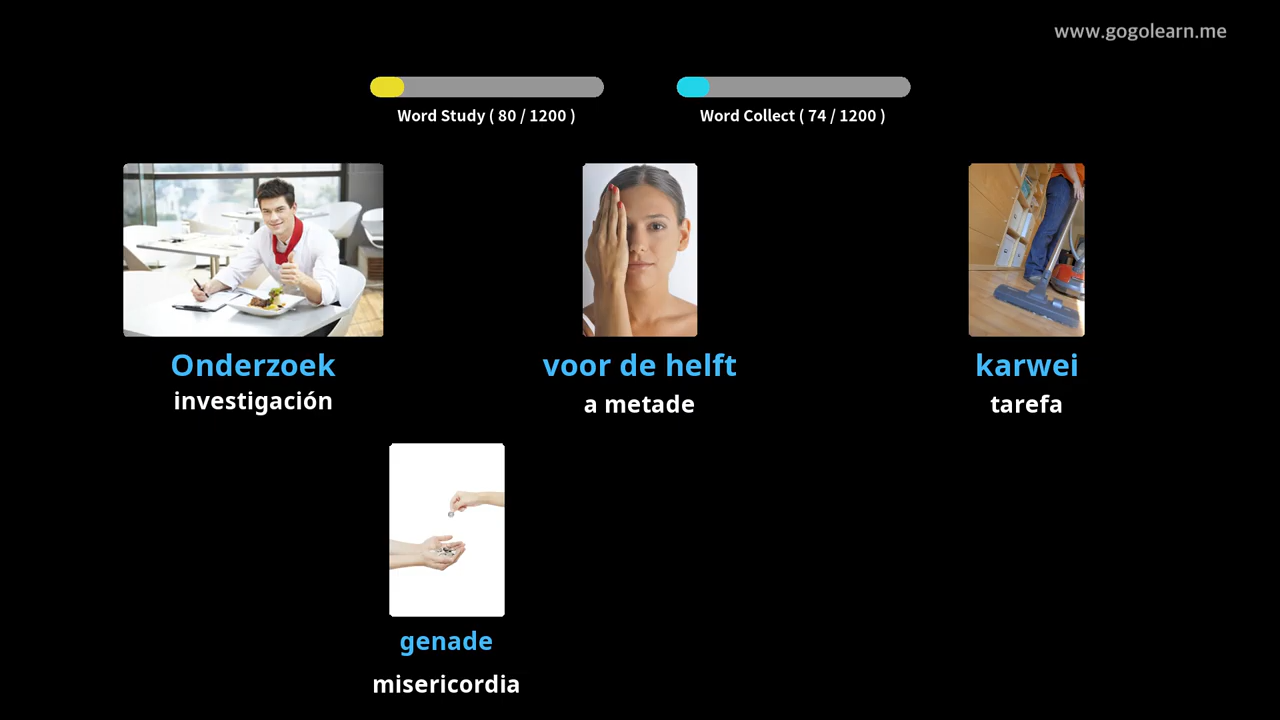 www.gogolearn.me
Word Study ( 80 / 1200 )
Word Collect ( 74 / 1200 )
Onderzoek
investigación
voor de helft
a metade
karwei
tarefa
genade
misericordia